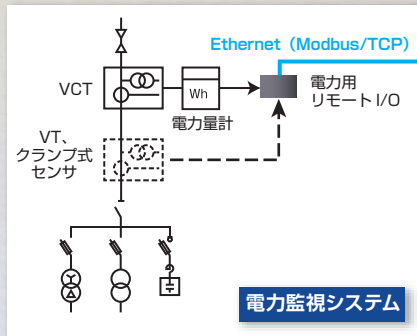 Ethernet（Modbus/TCP）
VCT
Wh
電力用
リモートI/O
電力量計
VT、
クランプ式
センサ
電力監視システム